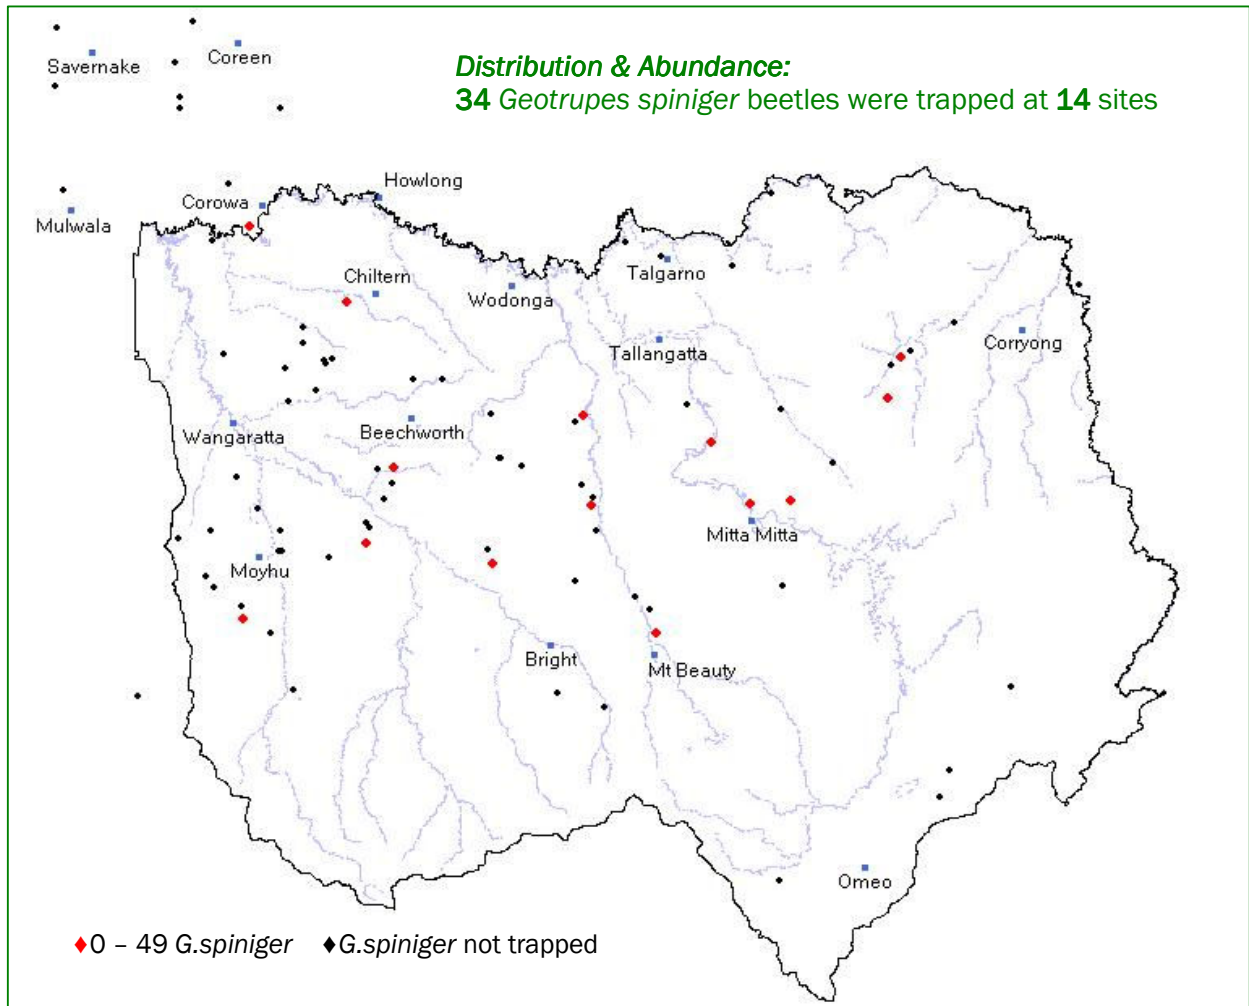 Savernake
Coreen
Distribution & Abundance:
34 Geotrupes spiniger beetles were trapped at 14 sites
Howlong
Corowa
Mulwala
Chiltern
Wodonga
Talgarno
Tallangatta
Corryong
Wangaratta
Beechworth
Mitta Mitta
Moyhu
Bright
Mt Beauty
Omeo
0 – 49 G.spiniger
G.spiniger not trapped